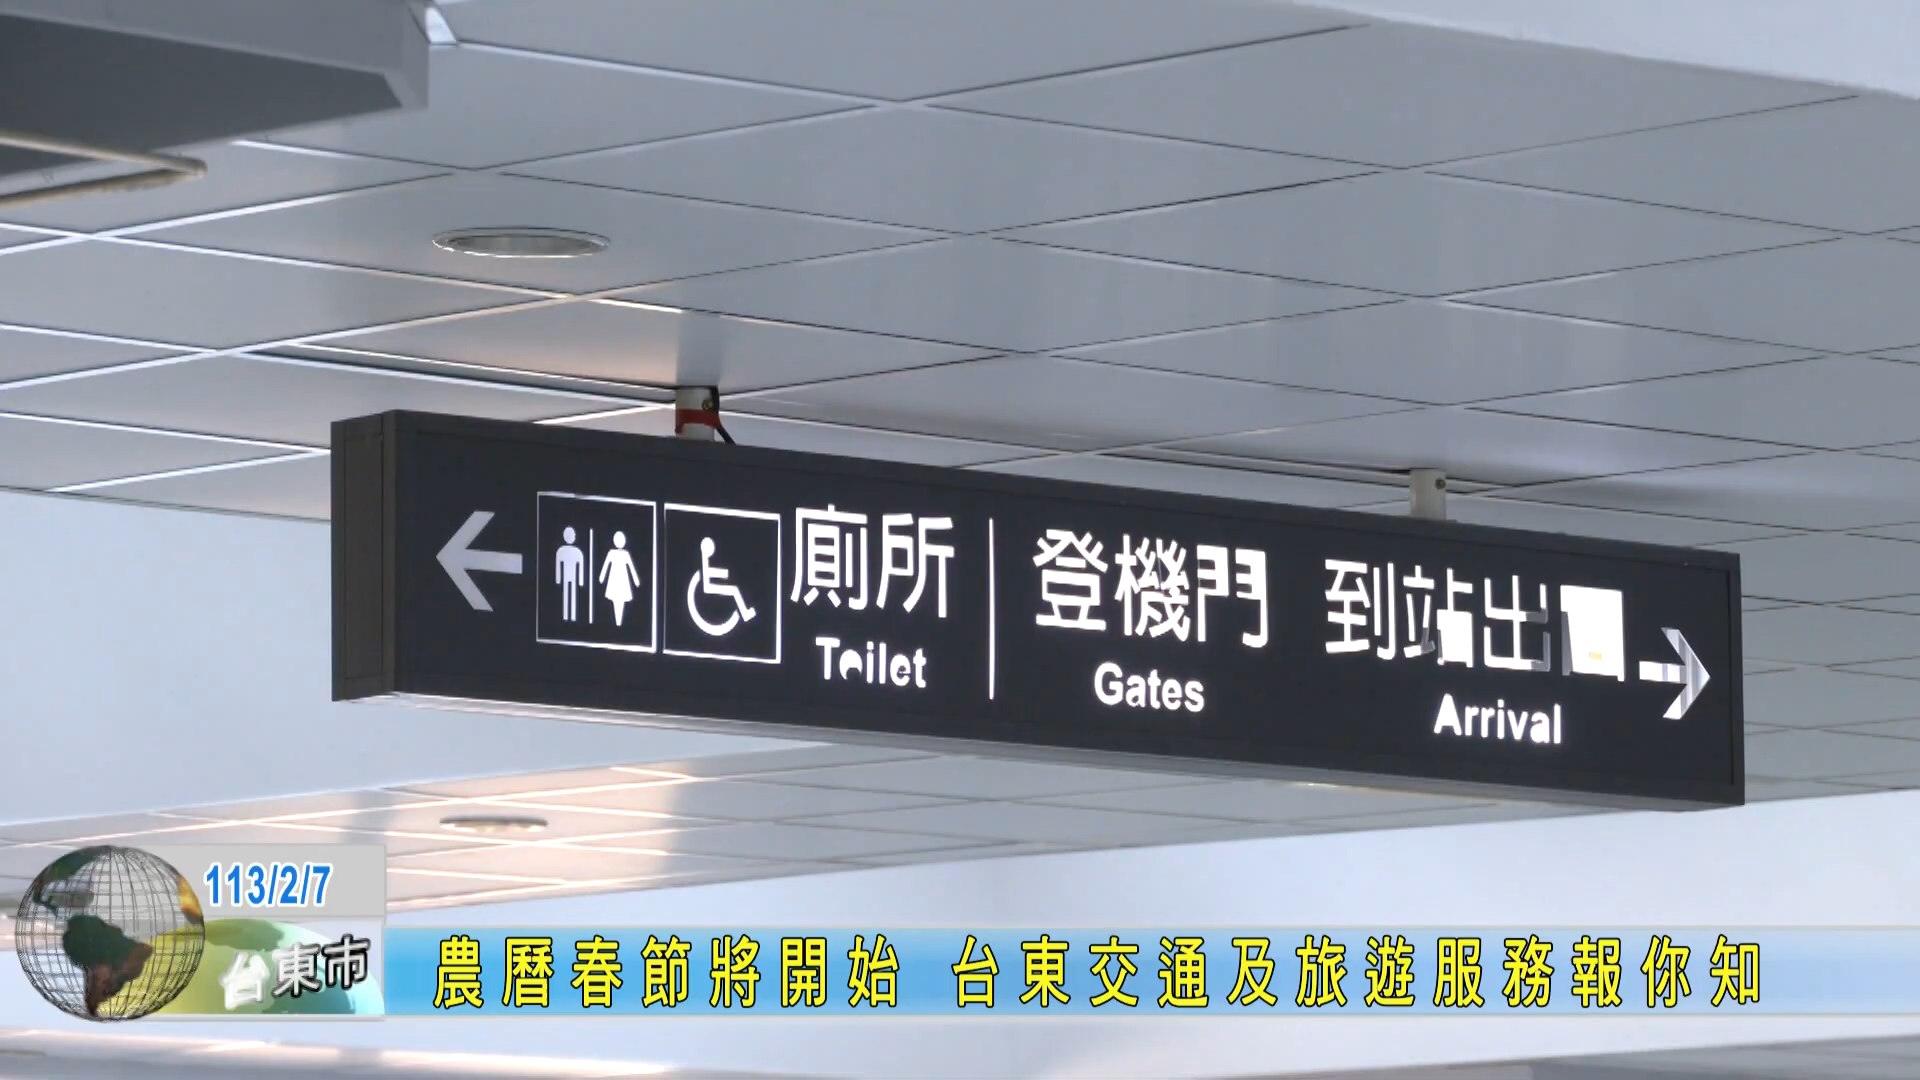 廁所
Toilet
登機門
Gates
到站出口
Arrival
113/2/7
台東市
農曆春節將開始 台東交通及旅遊服務報你知